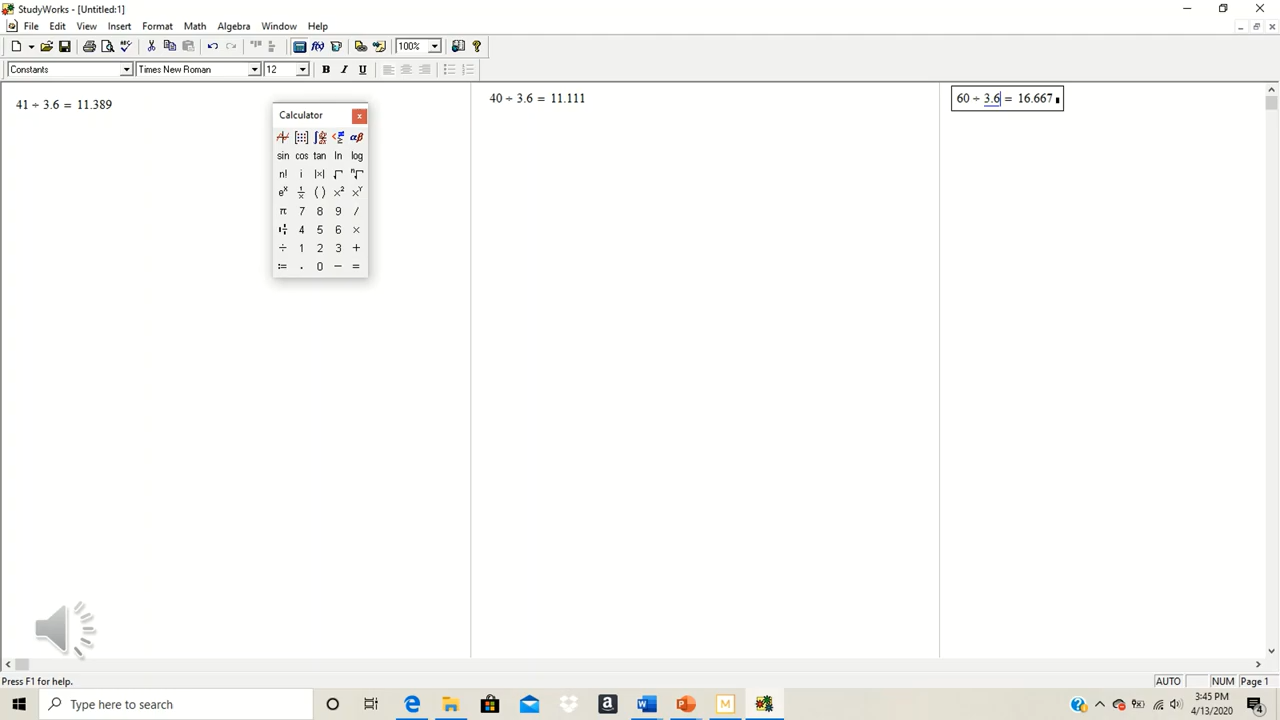 StudyWorks - [Untitled:1]
File Edit View Insert Format Math Algebra Window Help
100%
Constants Times New Roman 12 B I U
41 ÷ 3.6 = 11.389
40 ÷ 3.6 = 11.111
60 ÷ 3.6 = 16.667
Calculator x
sin cos tan ln log
n! i |×| √ ⁿ√
eˣ 1/x ( ) ×² ×ʸ
π 7 8 9 /
4 5 6 ×
÷ 1 2 3 +
:= . 0 − =
Press F1 for help. AUTO NUM Page 1
Type here to search
3:45 PM
4/13/2020